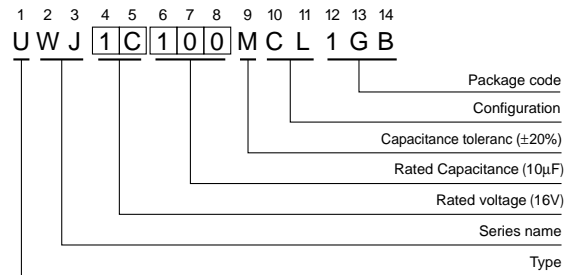 1 2 3 4 5 6 7 8 9 10 11 12 13 14
U W J 1 C 1 0 0 M C L 1 G B
Package code
Configuration
Capacitance toleranc (±20%)
Rated Capacitance (10µF)
Rated voltage (16V)
Series name
Type